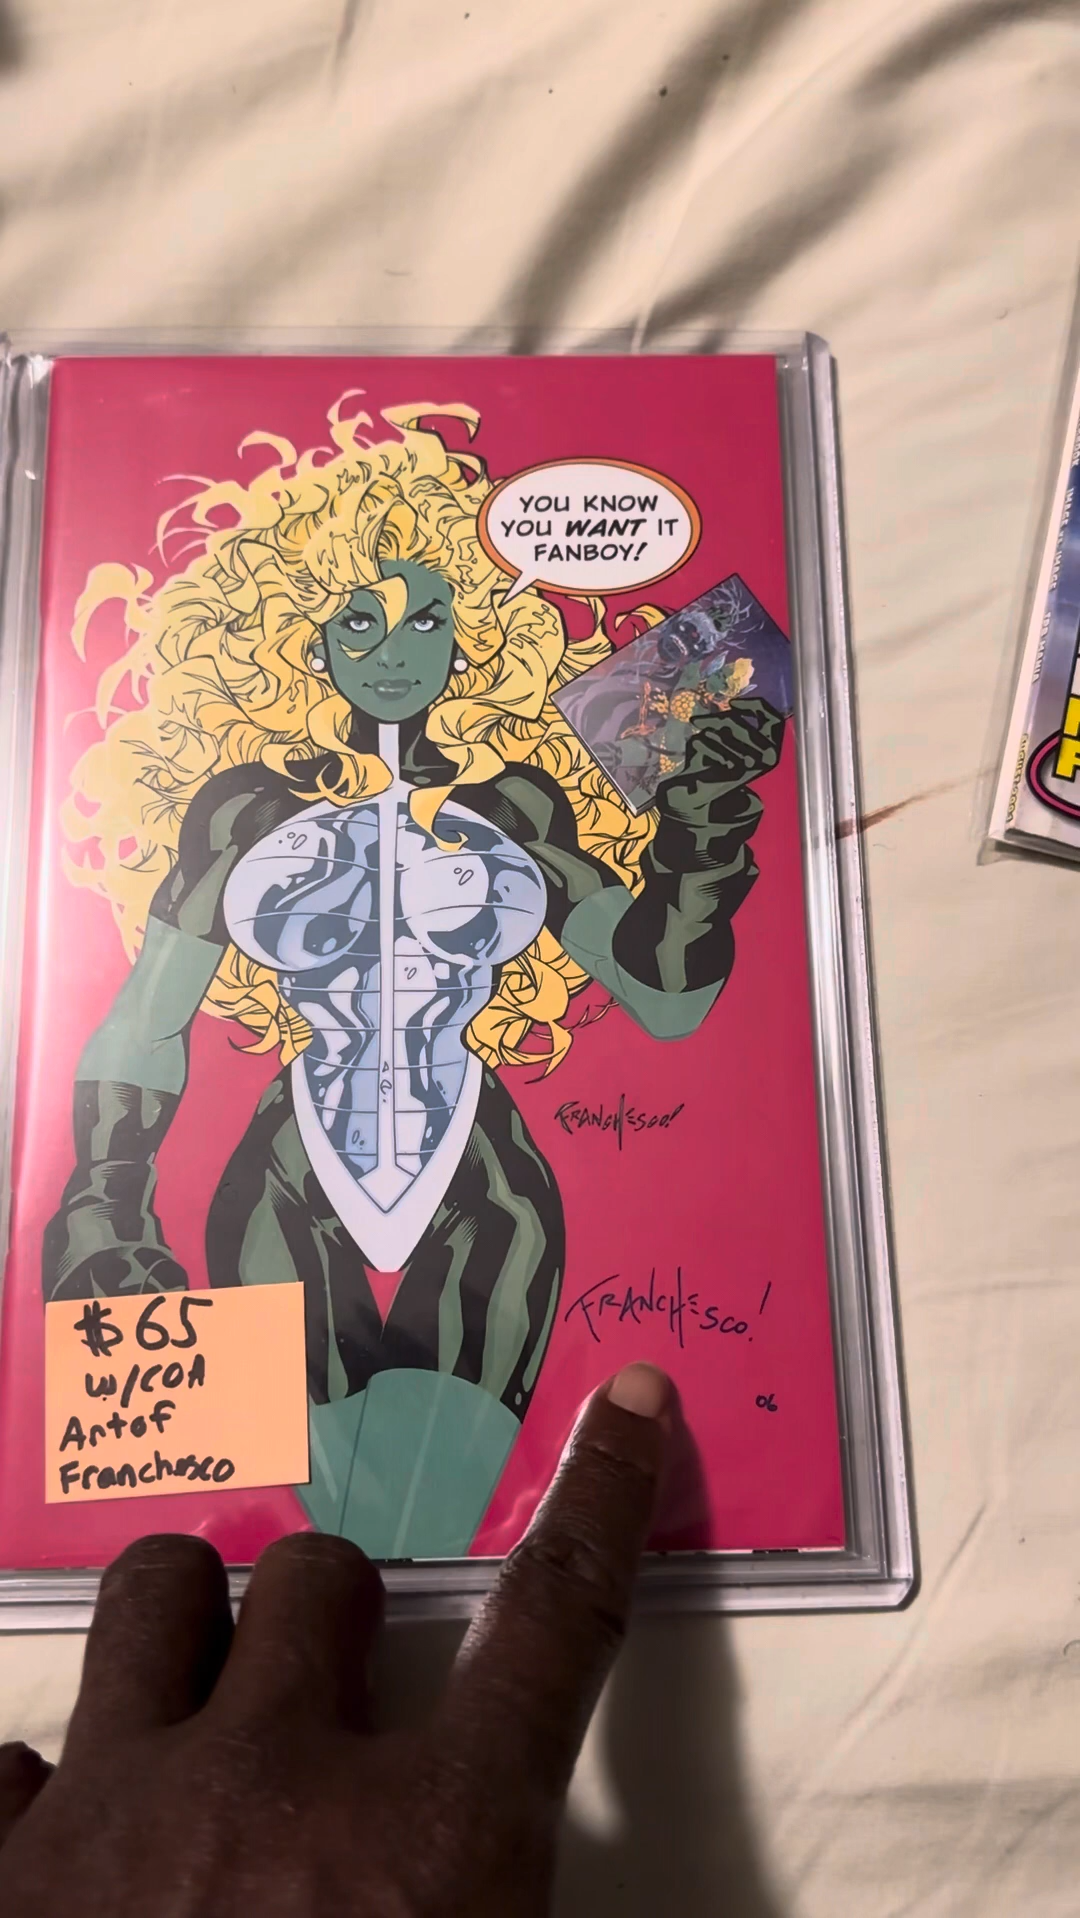 YOU KNOW
YOU WANT IT
FANBOY!
FRANCHESCO!
FRANCHESCO!
06
$65
w/COA
Art of
Franchesco